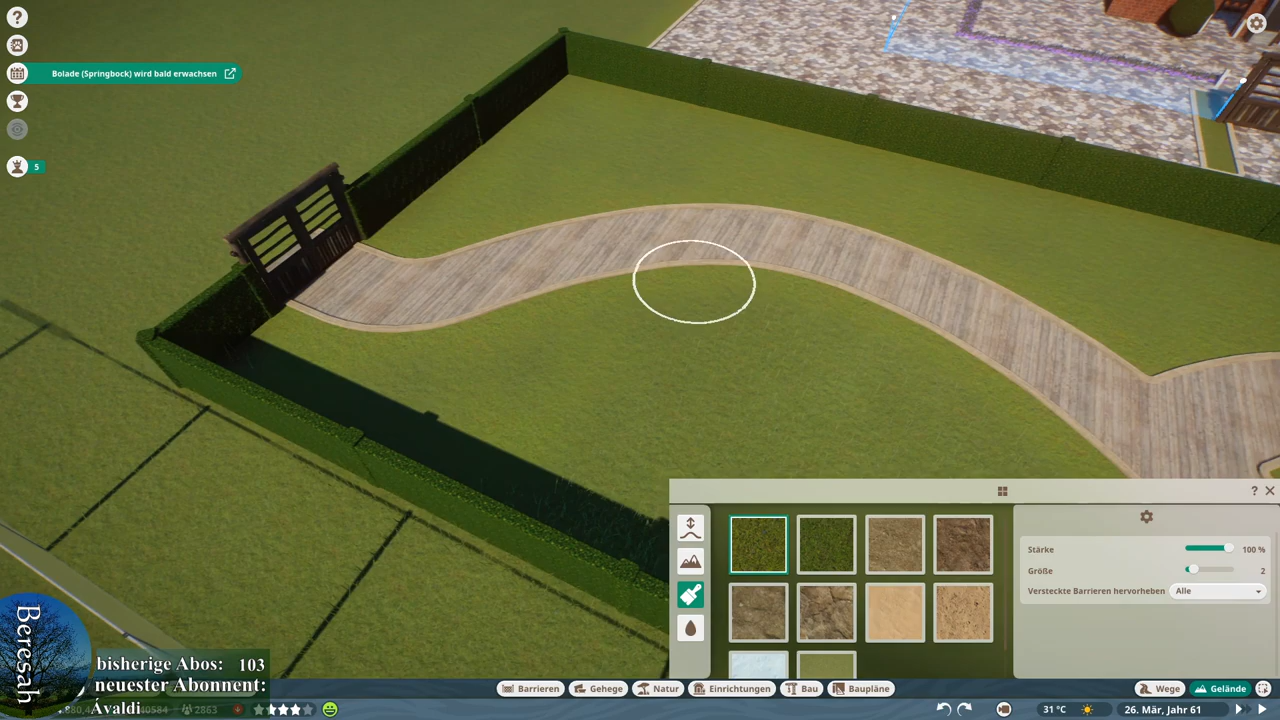 ?
Bolade (Springbock) wird bald erwachsen
5
?
Stärke 100 %
Größe 2
Versteckte Barrieren hervorheben Alle
Beresah
bisherige Abos: 103
neuester Abonnent:
Avaldi
Barrieren
Gehege
Natur
Einrichtungen
Bau
Baupläne
Wege
Gelände
2863
31 °C
26. Mär, Jahr 61